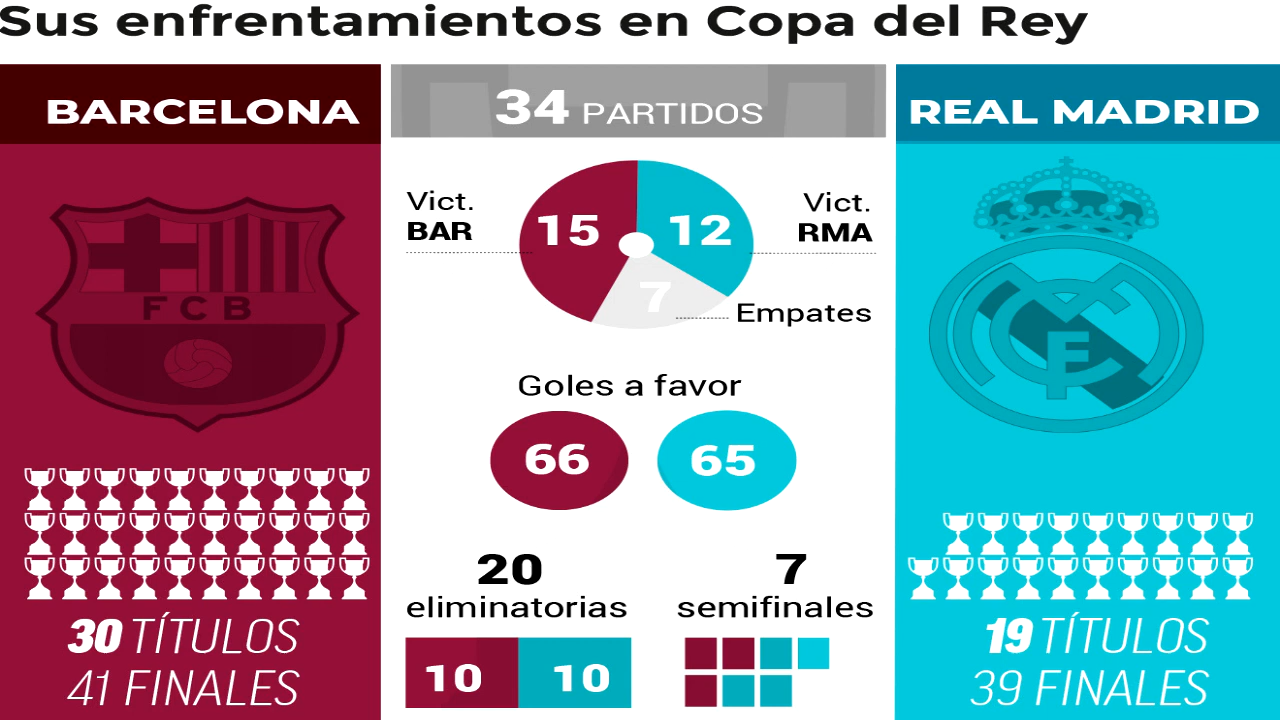 Sus enfrentamientos en Copa del Rey
BARCELONA
FCB
30 TÍTULOS
41 FINALES
34 PARTIDOS
Vict.
BAR
15
12
Vict.
RMA
7
Empates
Goles a favor
66
65
20
eliminatorias
10
10
7
semifinales
REAL MADRID
19 TÍTULOS
39 FINALES